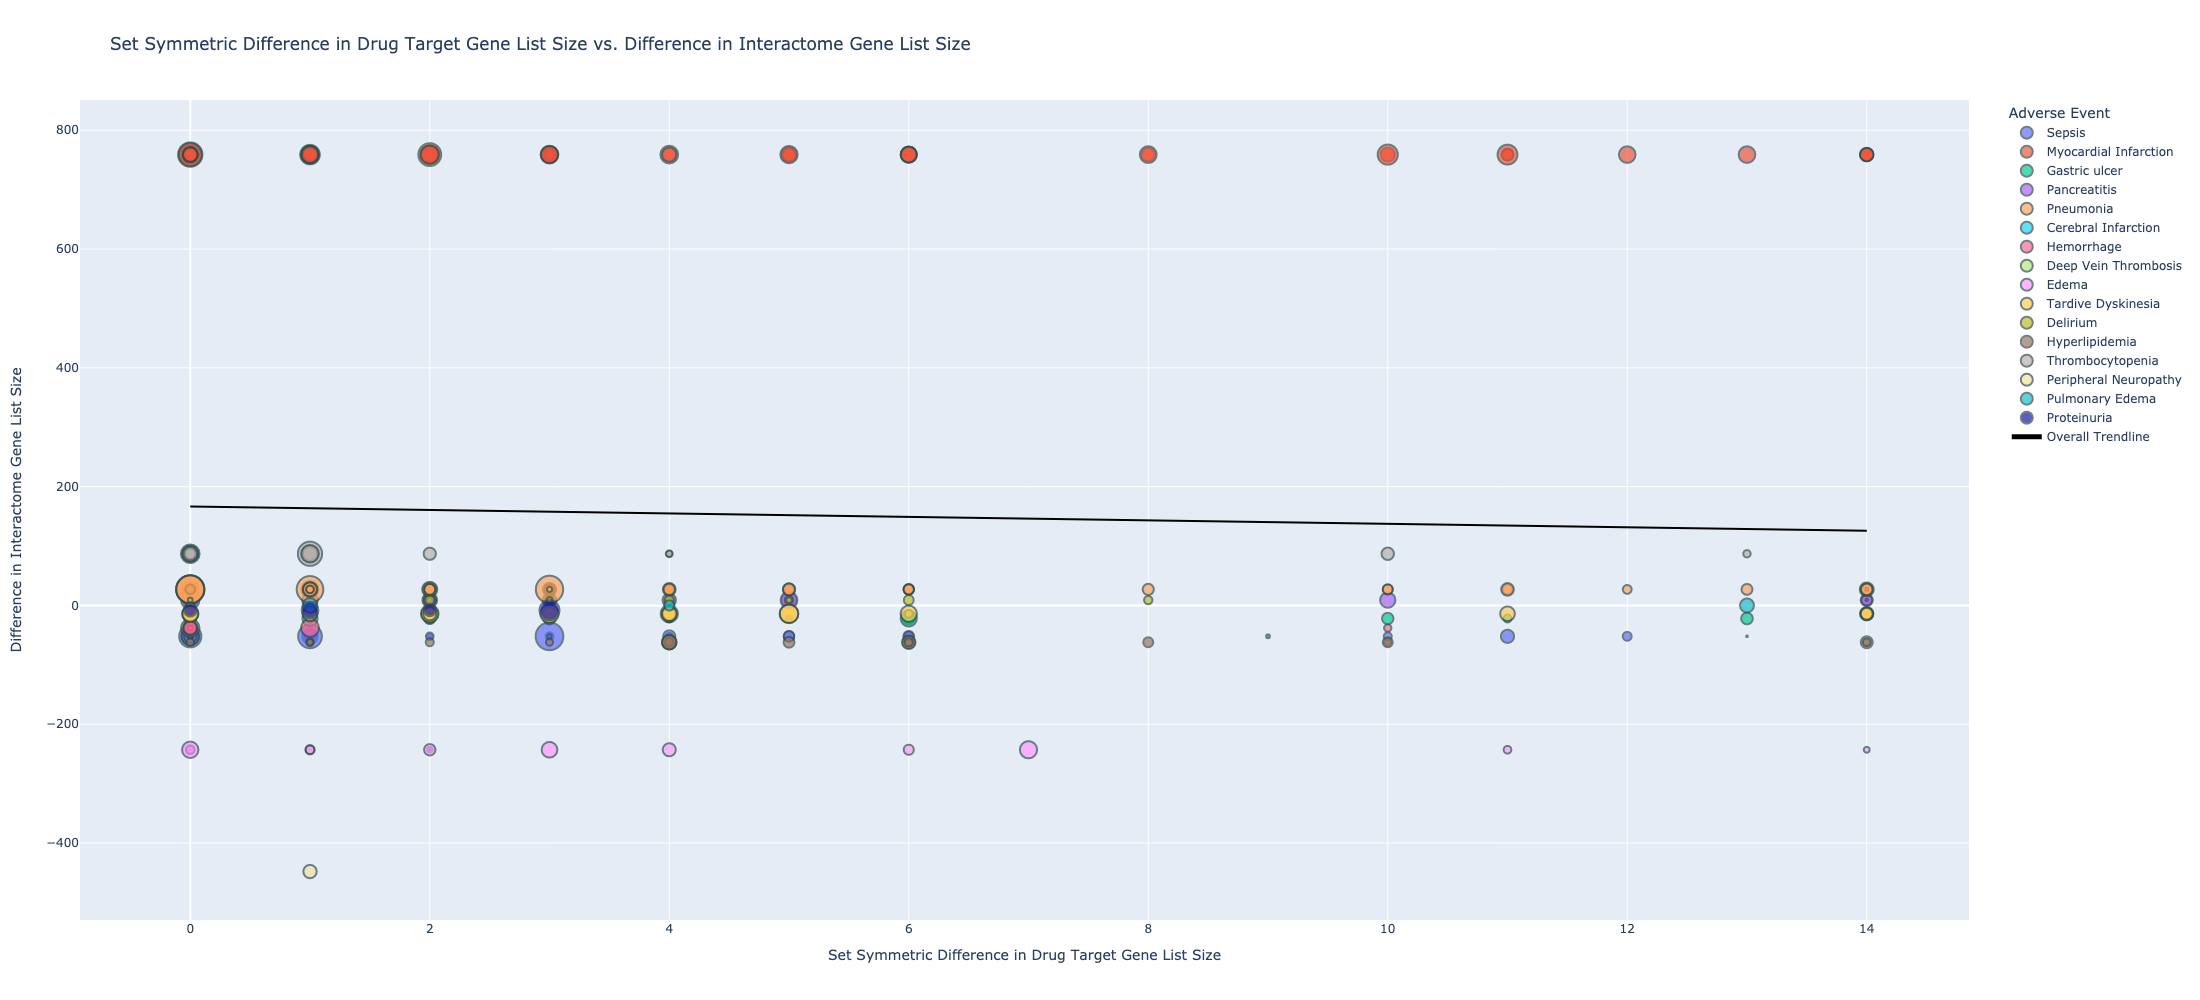 Set Symmetric Difference in Drug Target Gene List Size vs. Difference in Interactome Gene List Size
800
600
400
200
0
−200
−400
Difference in Interactome Gene List Size
0 2 4 6 8 10 12 14
Set Symmetric Difference in Drug Target Gene List Size
Adverse Event
Sepsis
Myocardial Infarction
Gastric ulcer
Pancreatitis
Pneumonia
Cerebral Infarction
Hemorrhage
Deep Vein Thrombosis
Edema
Tardive Dyskinesia
Delirium
Hyperlipidemia
Thrombocytopenia
Peripheral Neuropathy
Pulmonary Edema
Proteinuria
Overall Trendline